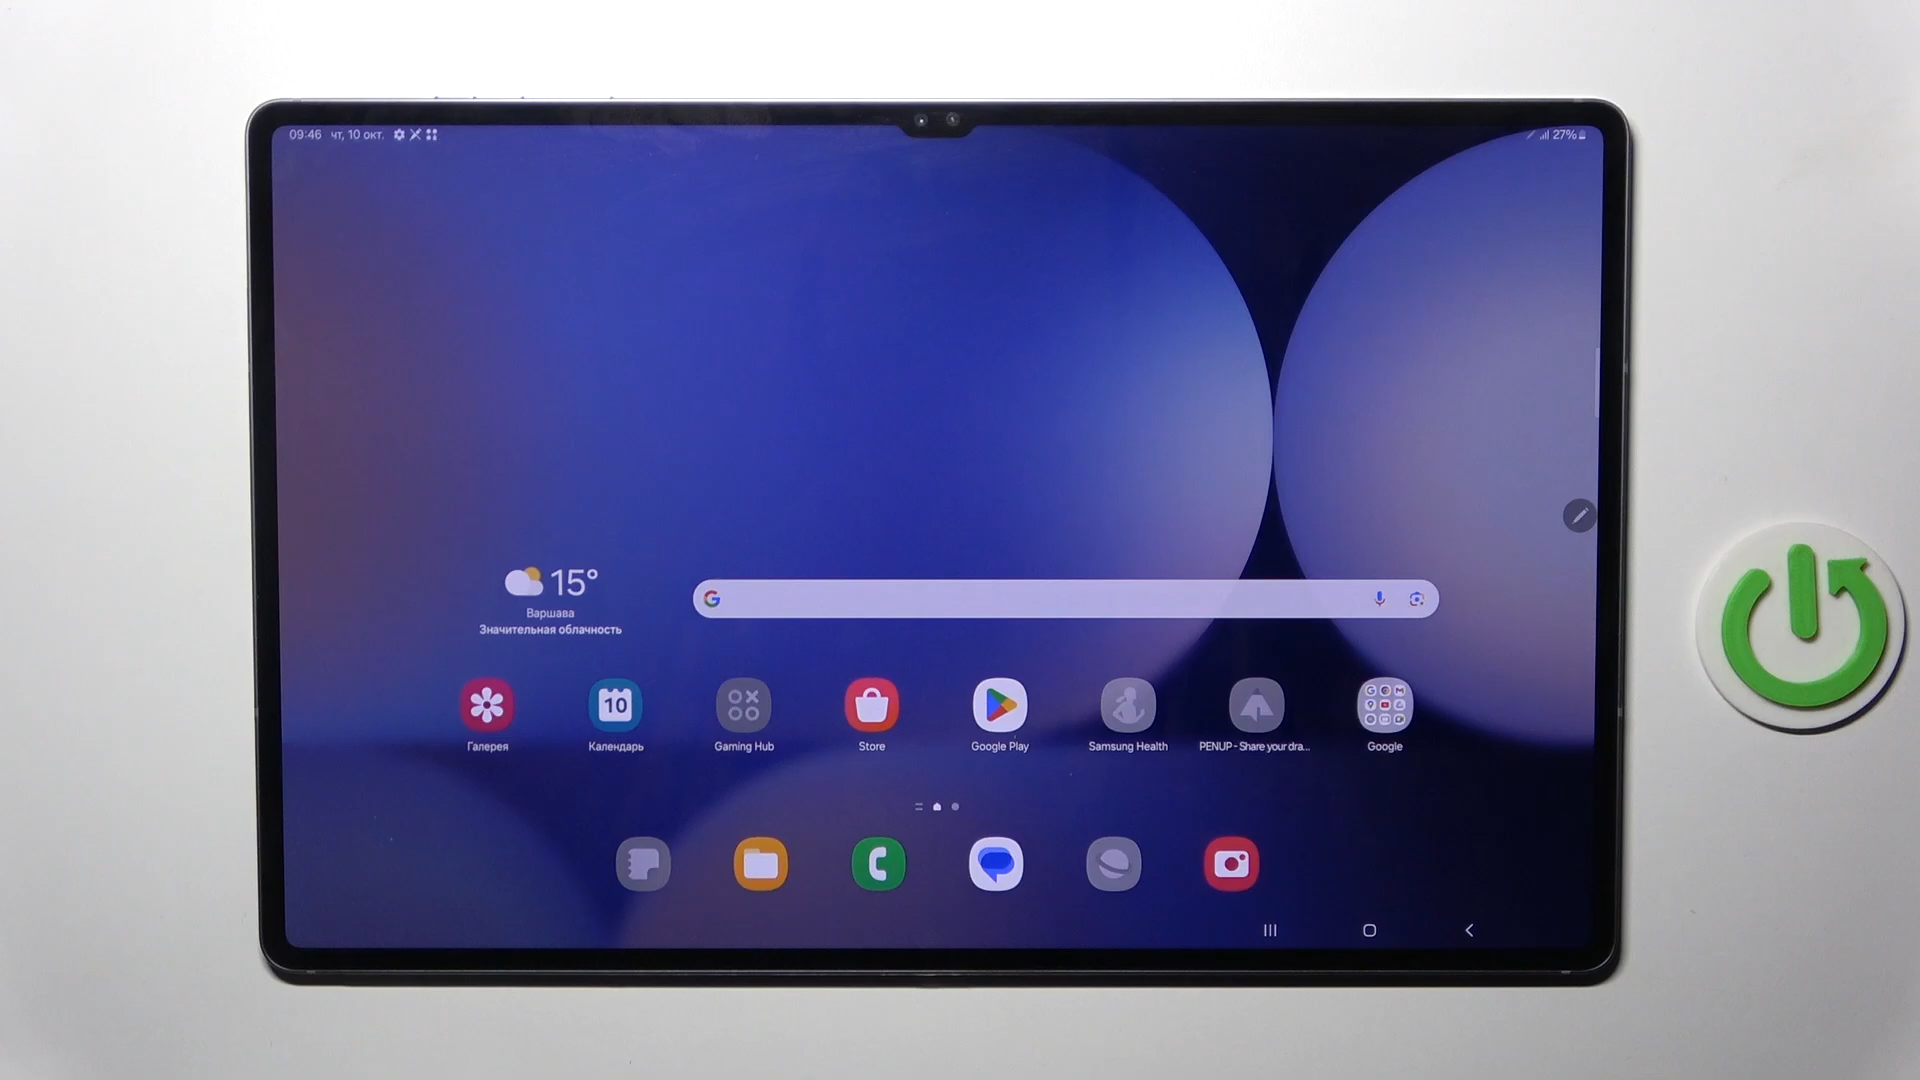 09:46 чт, 10 окт.
27%
15°
Варшава
Значительная облачность
10
Галерея
Календарь
Gaming Hub
Store
Google Play
Samsung Health
PENUP - Share your dra...
Google